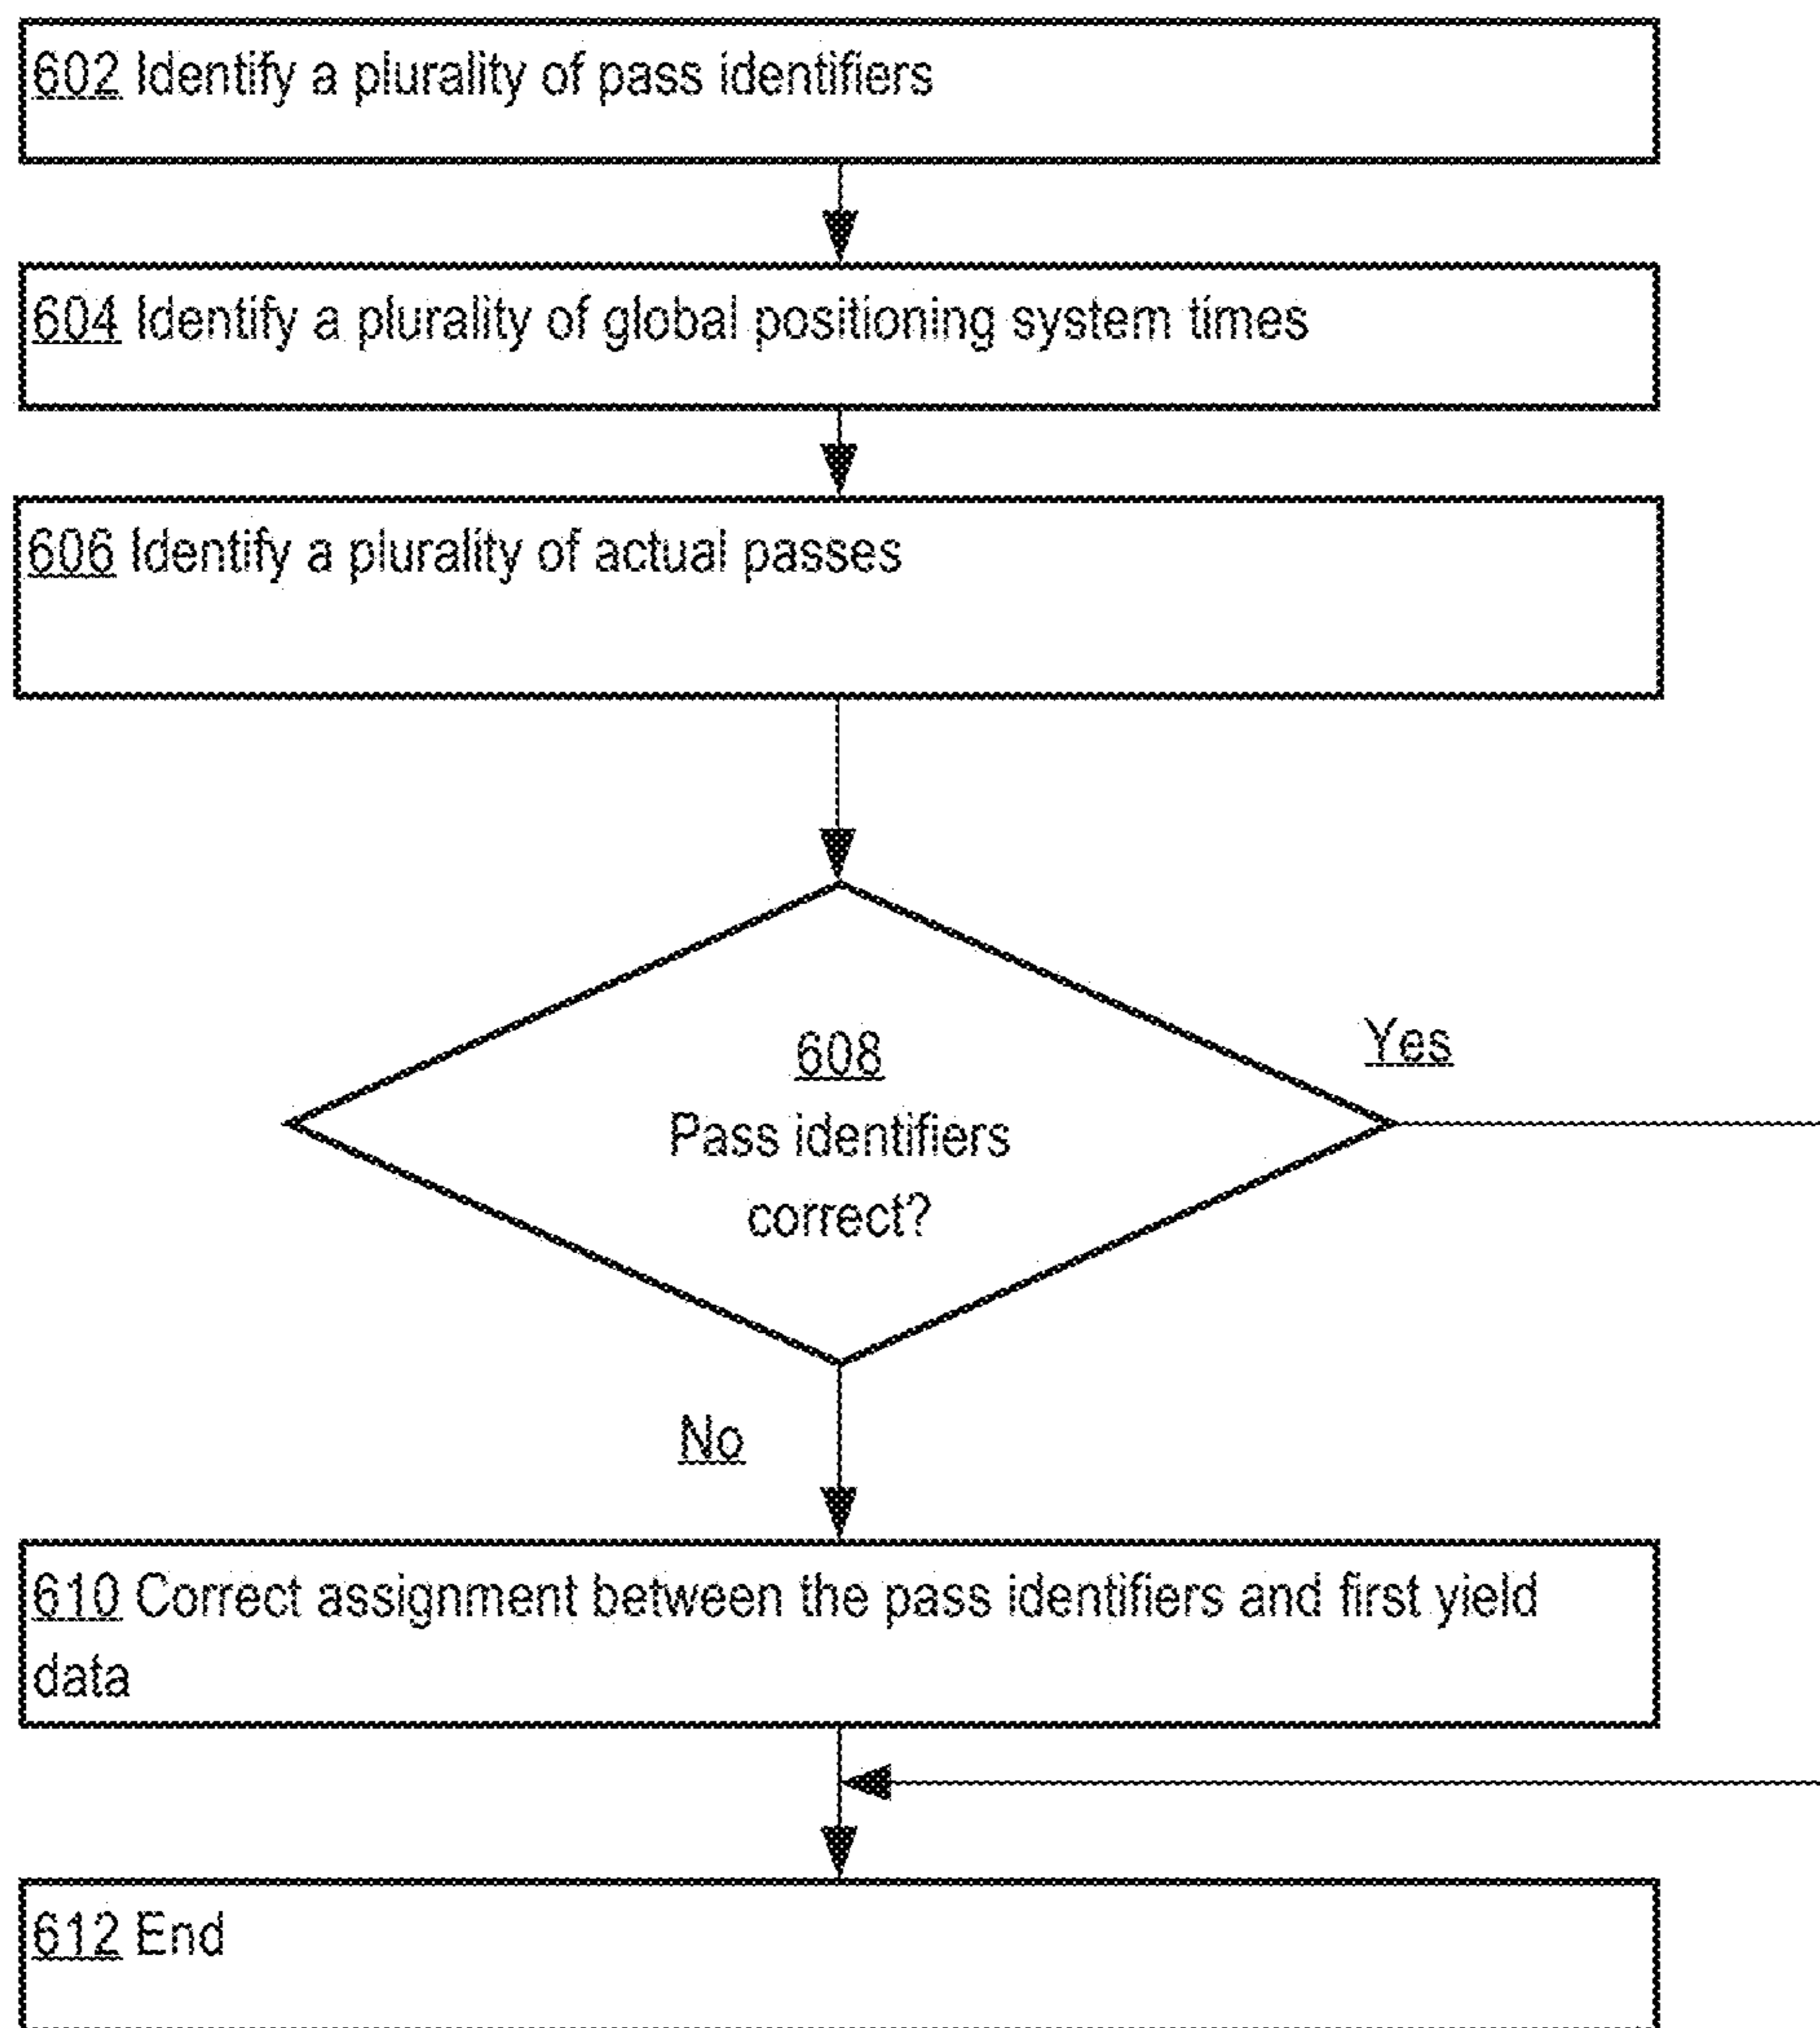 602 Identify a plurality of pass identifiers
604 Identify a plurality of global positioning system times
606 Identify a plurality of actual passes
608
Pass identifiers
correct?
Yes
No
610 Correct assignment between the pass identifiers and first yield
data
612 End